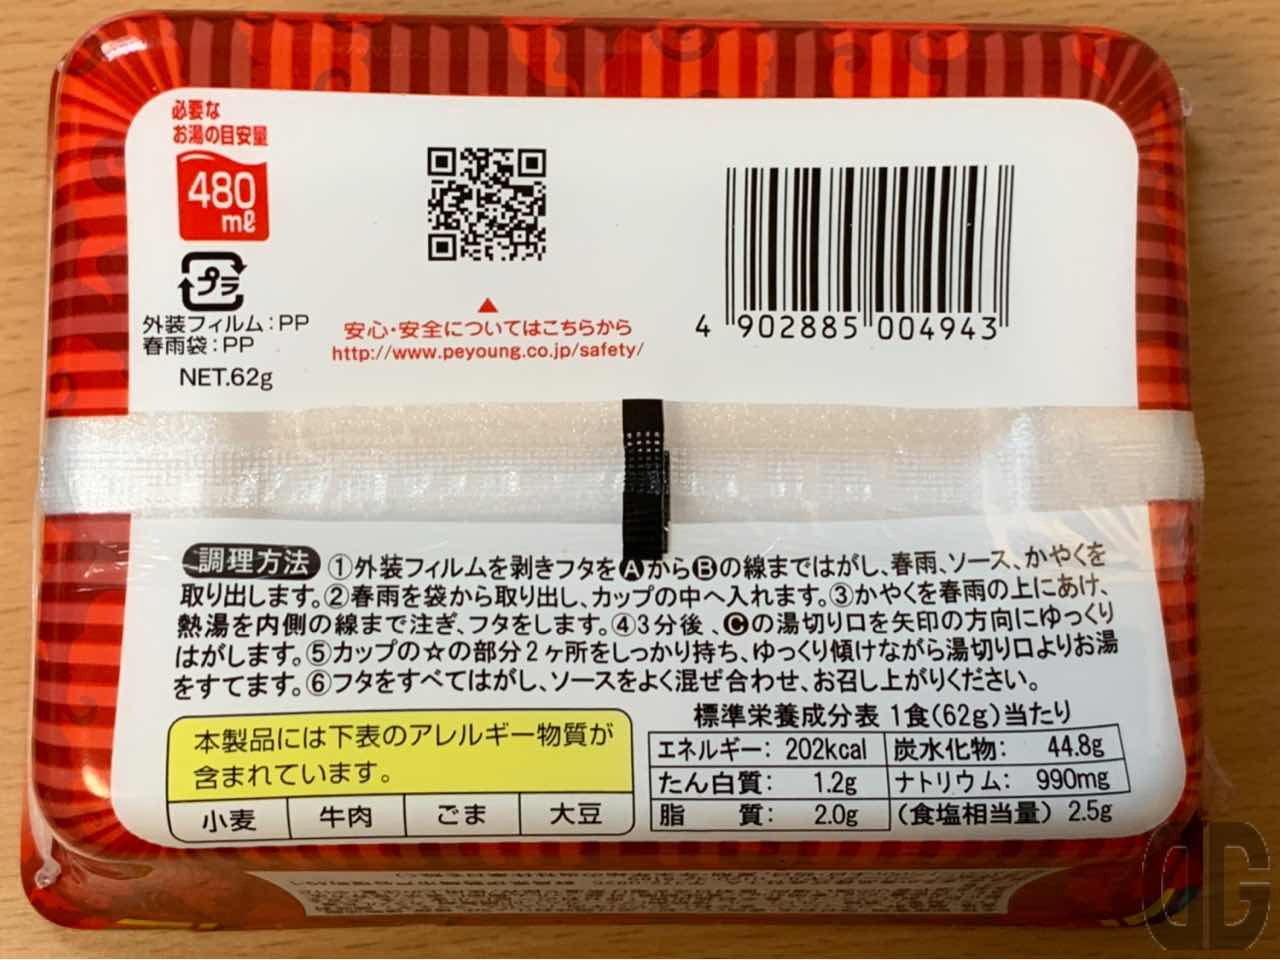 必要な
お湯の目安量
480
mℓ
プラ
外装フィルム:PP
春雨袋:PP
NET.62g
安心・安全についてはこちらから
http://www.peyoung.co.jp/safety/
4 902885 004943
調理方法 ①外装フィルムを剥きフタをAからBの線まではがし、春雨、ソース、かやくを
取り出します。②春雨を袋から取り出し、カップの中へ入れます。③かやくを春雨の上にあけ、
熱湯を内側の線まで注ぎ、フタをします。④3分後、Cの湯切り口を矢印の方向にゆっくり
はがします。⑤カップの☆の部分2ヶ所をしっかり持ち、ゆっくり傾けながら湯切り口よりお湯
をすてます。⑥フタをすべてはがし、ソースをよく混ぜ合わせ、お召し上がりください。
本製品には下表のアレルギー物質が
含まれています。
小麦 牛肉 ごま 大豆
標準栄養成分表 1食(62g)当たり
エネルギー: 202kcal 炭水化物: 44.8g
たん白質: 1.2g ナトリウム: 990mg
脂 質: 2.0g (食塩相当量) 2.5g